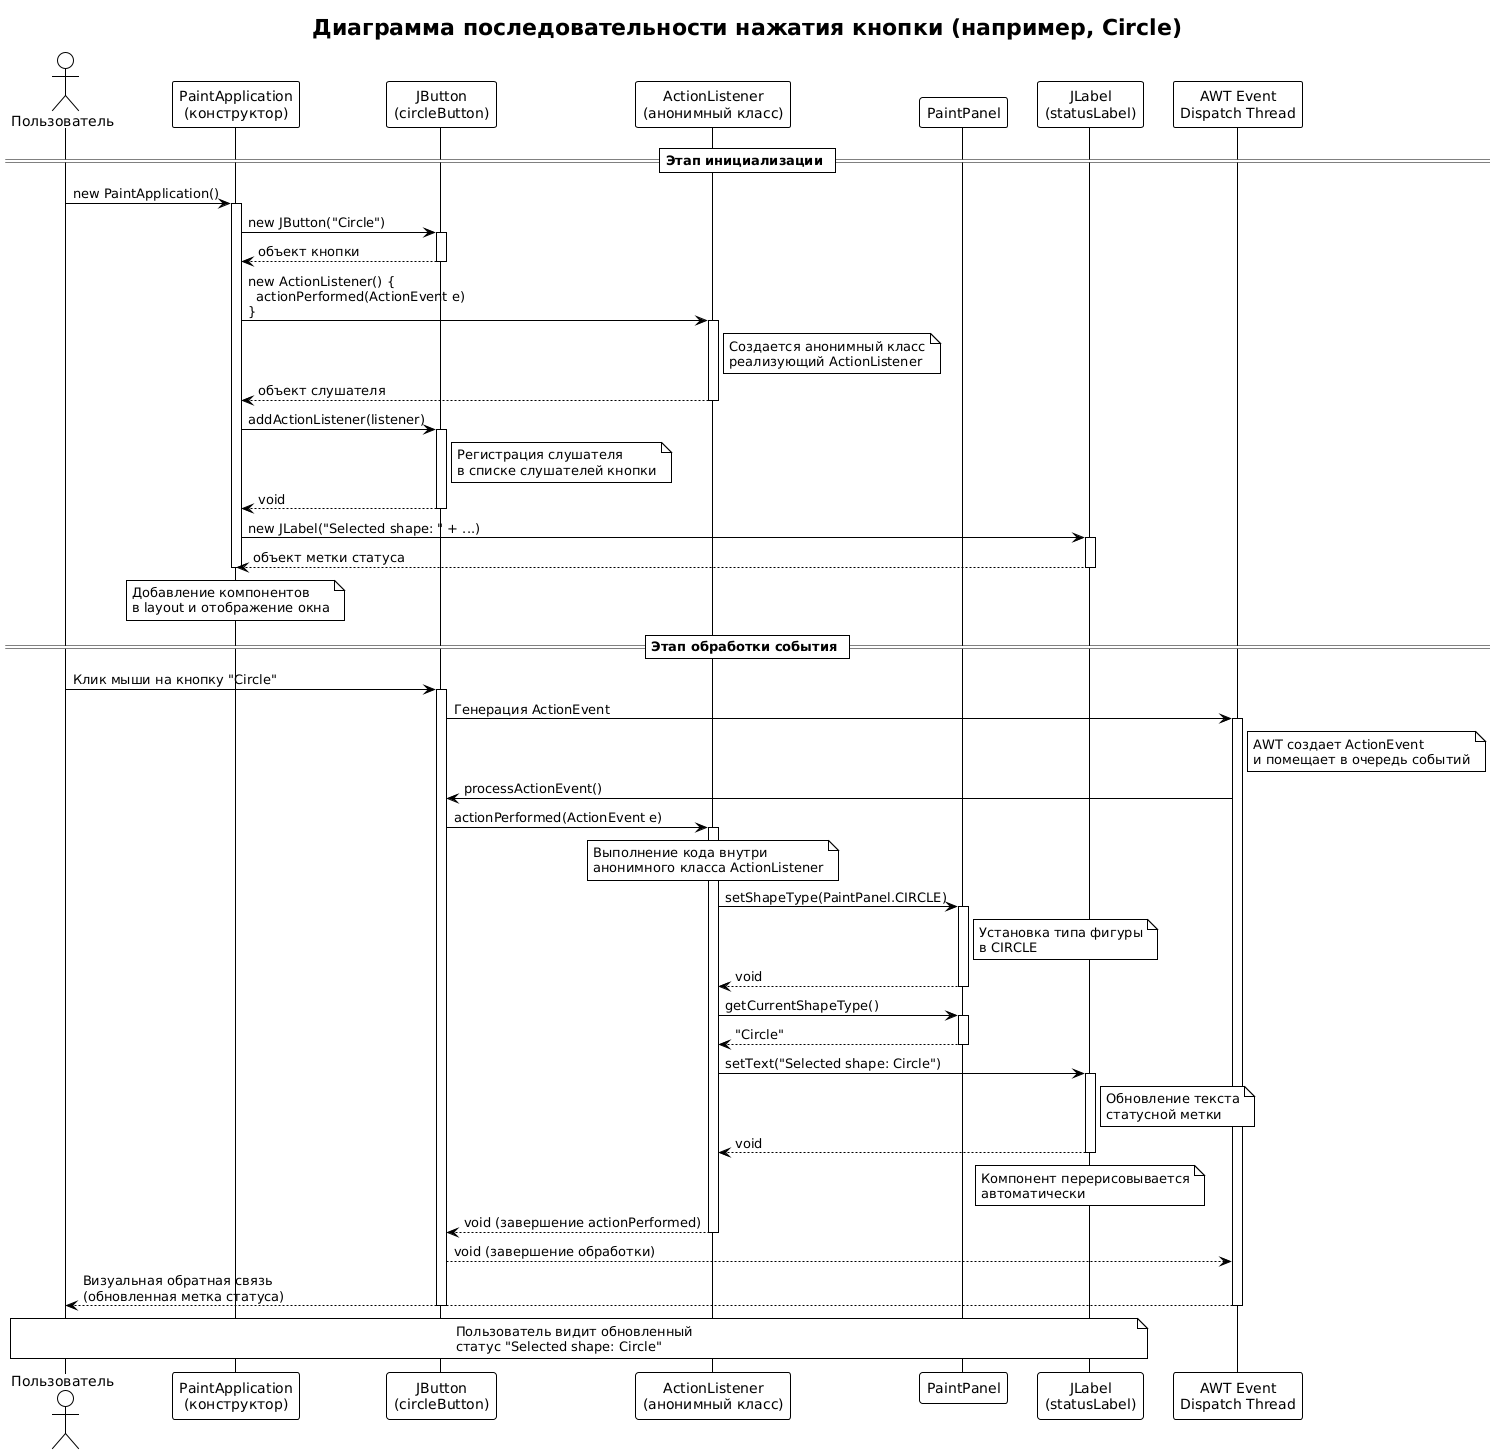 Диаграмма последовательности нажатия кнопки (например, Circle)
Пользователь
PaintApplication
(конструктор)
JButton
(circleButton)
ActionListener
(анонимный класс)
PaintPanel
JLabel
(statusLabel)
AWT Event
Dispatch Thread
Этап инициализации
new PaintApplication()
new JButton("Circle")
объект кнопки
new ActionListener() {
actionPerformed(ActionEvent e)
}
Создается анонимный класс
реализующий ActionListener
объект слушателя
addActionListener(listener)
Регистрация слушателя
в списке слушателей кнопки
void
new JLabel("Selected shape: " + ...)
объект метки статуса
Добавление компонентов
в layout и отображение окна
Этап обработки события
Клик мыши на кнопку "Circle"
Генерация ActionEvent
AWT создает ActionEvent
и помещает в очередь событий
processActionEvent()
actionPerformed(ActionEvent e)
Выполнение кода внутри
анонимного класса ActionListener
setShapeType(PaintPanel.CIRCLE)
Установка типа фигуры
в CIRCLE
void
getCurrentShapeType()
"Circle"
setText("Selected shape: Circle")
Обновление текста
статусной метки
void
Компонент перерисовывается
автоматически
void (завершение actionPerformed)
void (завершение обработки)
Визуальная обратная связь
(обновленная метка статуса)
Пользователь видит обновленный
статус "Selected shape: Circle"
Пользователь
PaintApplication
(конструктор)
JButton
(circleButton)
ActionListener
(анонимный класс)
PaintPanel
JLabel
(statusLabel)
AWT Event
Dispatch Thread